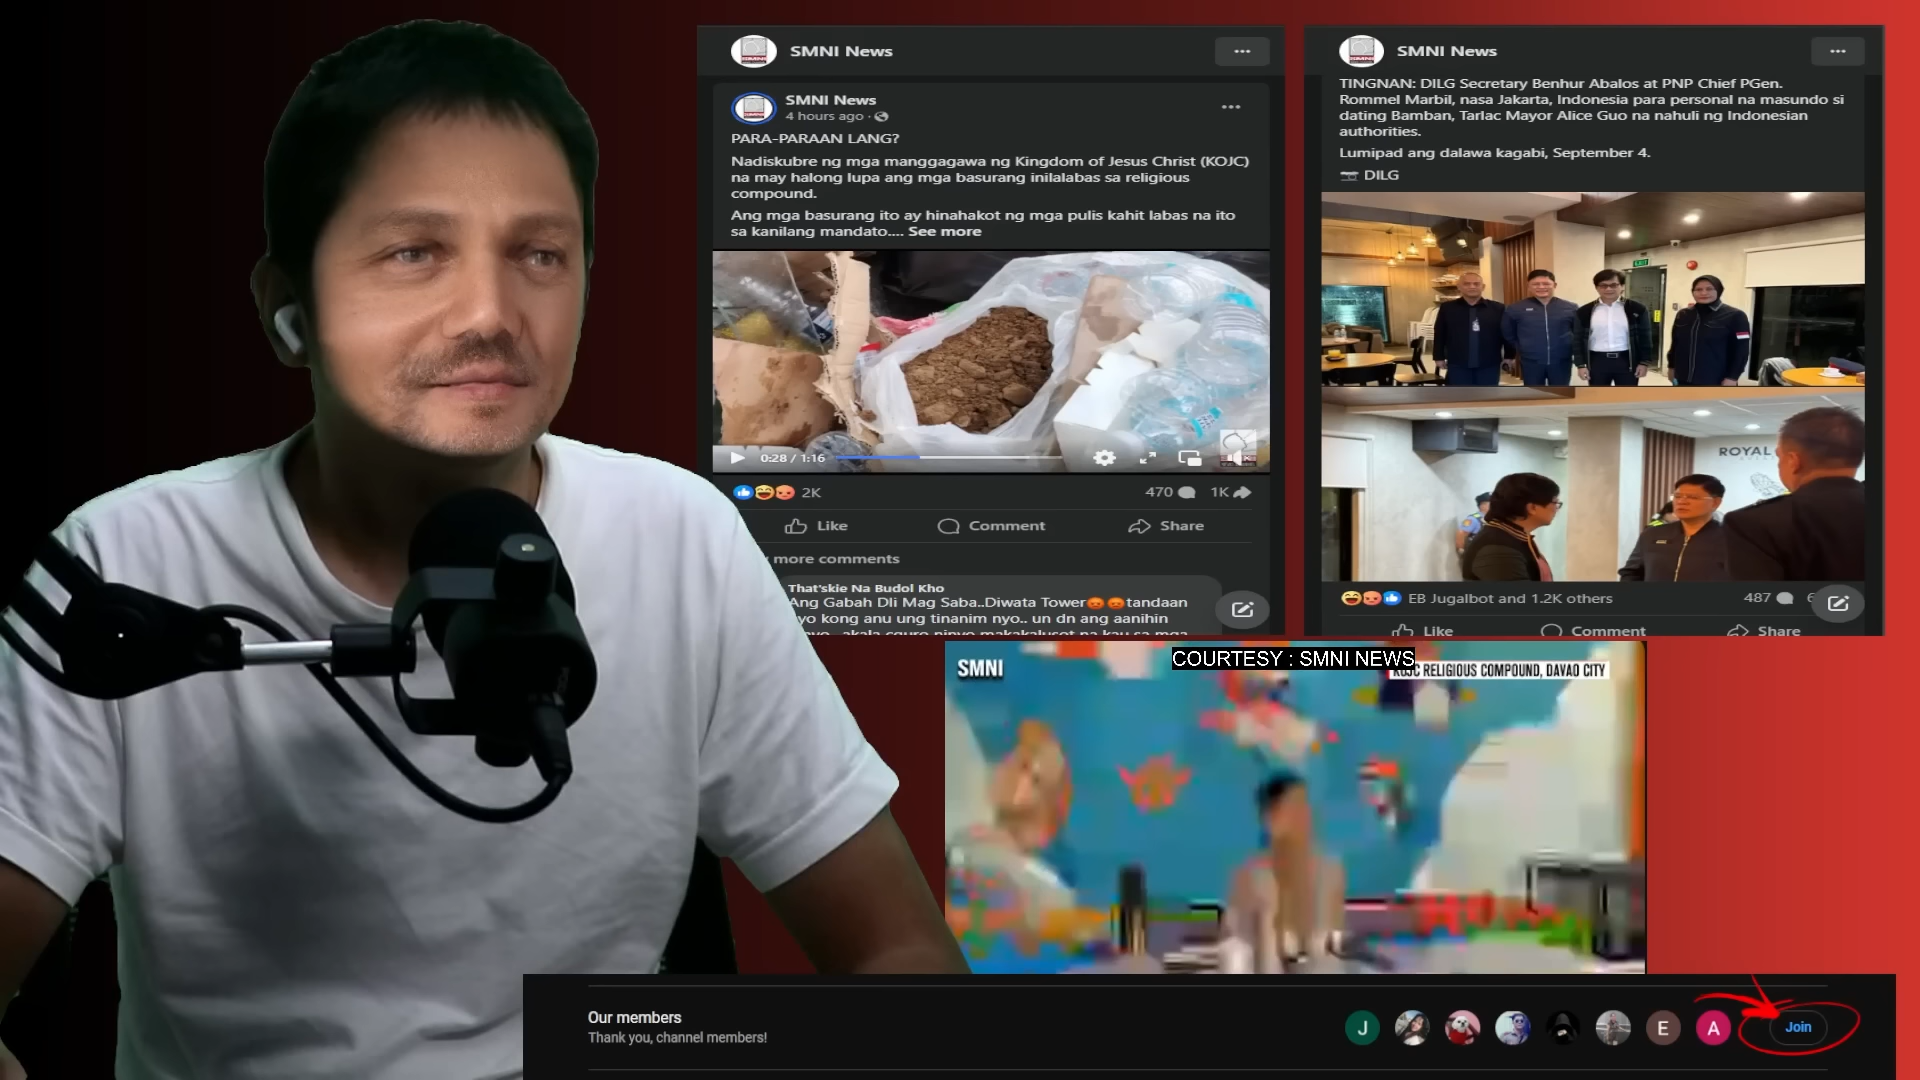 SMNI News
SMNI News
4 hours ago
PARA-PARAAN LANG?
Nadiskubre ng mga manggagawa ng Kingdom of Jesus Christ (KOJC)
na may halong lupa ang mga basurang inilalabas sa religious
compound.
Ang mga basurang ito ay hinahakot ng mga pulis kahit labas na ito
sa kanilang mandato.... See more
0:28 / 1:16
2K
470
1K
Like
Comment
Share
more comments
That'skie Na Budol Kho
Ang Gabah Dli Mag Saba..Diwata Tower😡😡tandaan
yo kong anu ung tinanim nyo.. un dn ang aanihin
SMNI News
TINGNAN: DILG Secretary Benhur Abalos at PNP Chief PGen.
Rommel Marbil, nasa Jakarta, Indonesia para personal na masundo si
dating Bamban, Tarlac Mayor Alice Guo na nahuli ng Indonesian
authorities.
Lumipad ang dalawa kagabi, September 4.
📷 DILG
EXIT
ROYAL
EB Jugalbot and 1.2K others
487
Like
Comment
Share
SMNI
COURTESY : SMNI NEWS
KOJC RELIGIOUS COMPOUND, DAVAO CITY
Our members
Thank you, channel members!
J
E
A
Join